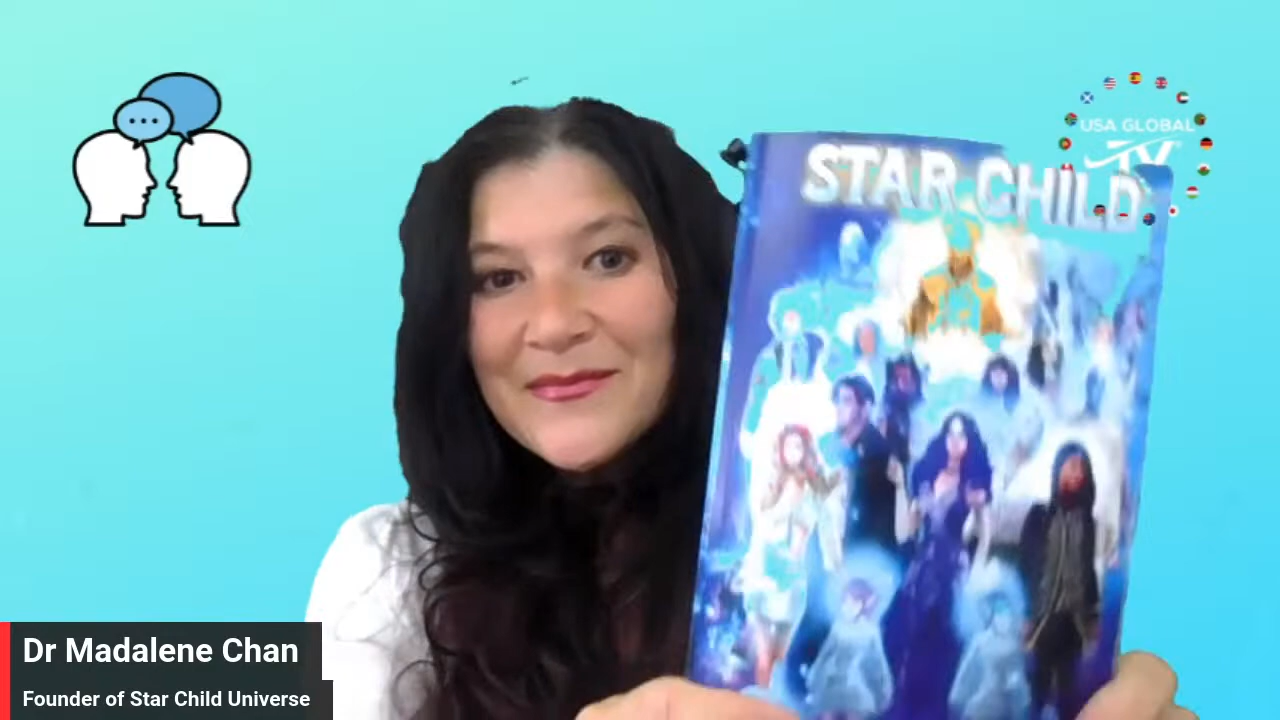 USA GLOBAL
TV
STAR CHILD
Dr Madalene Chan
Founder of Star Child Universe